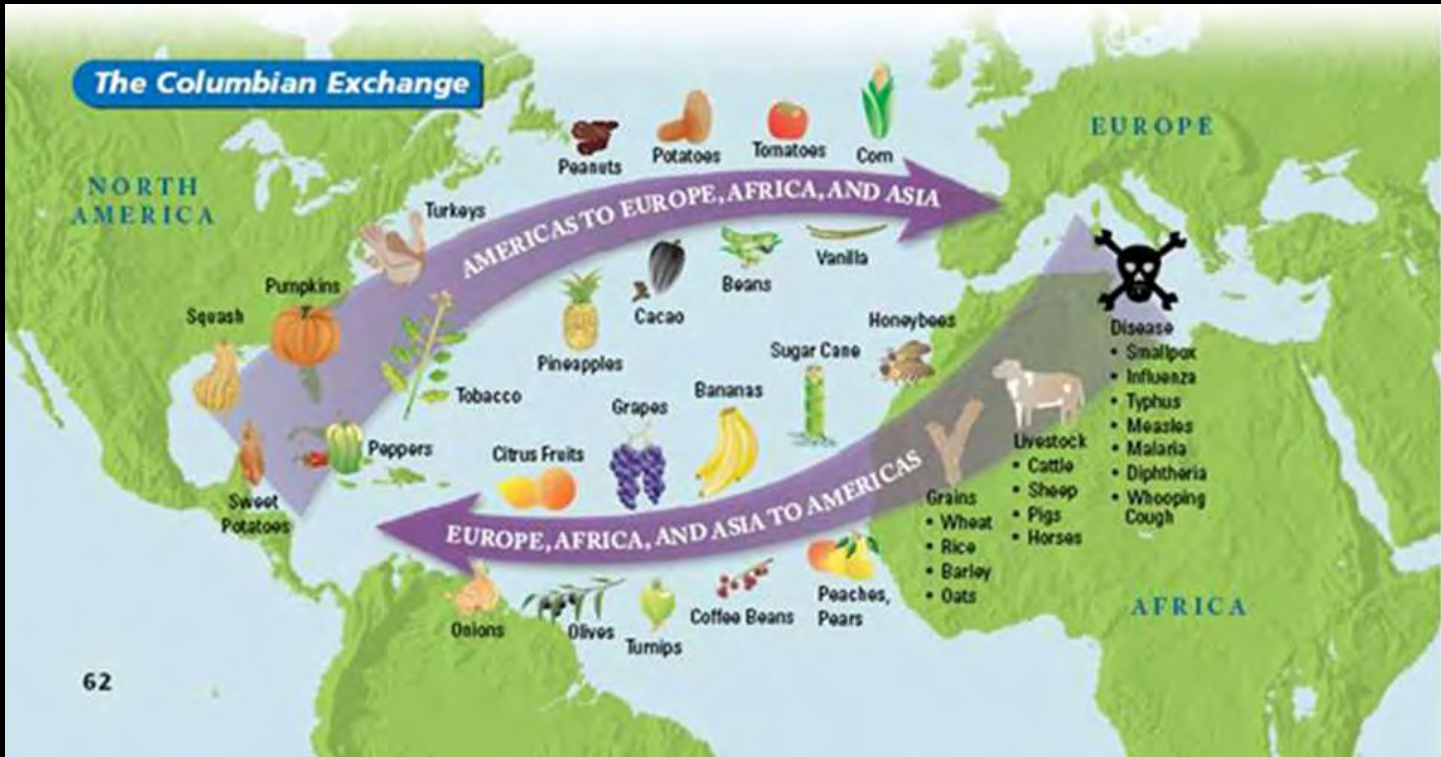 The Columbian Exchange
NORTH
AMERICA
EUROPE
AFRICA
Peanuts
Potatoes
Tomatoes
Corn
AMERICAS TO EUROPE, AFRICA, AND ASIA
Turkeys
Pumpkins
Squash
Tobacco
Peppers
Sweet
Potatoes
Pineapples
Cacao
Beans
Vanilla
Honeybees
Sugar Cane
Bananas
Grapes
Citrus Fruits
EUROPE, AFRICA, AND ASIA TO AMERICAS
Onions
Olives
Turnips
Coffee Beans
Peaches,
Pears
Grains
• Wheat
• Rice
• Barley
• Oats
Livestock
• Cattle
• Sheep
• Pigs
• Horses
Disease
• Smallpox
• Influenza
• Typhus
• Measles
• Malaria
• Diphtheria
• Whooping
Cough
62